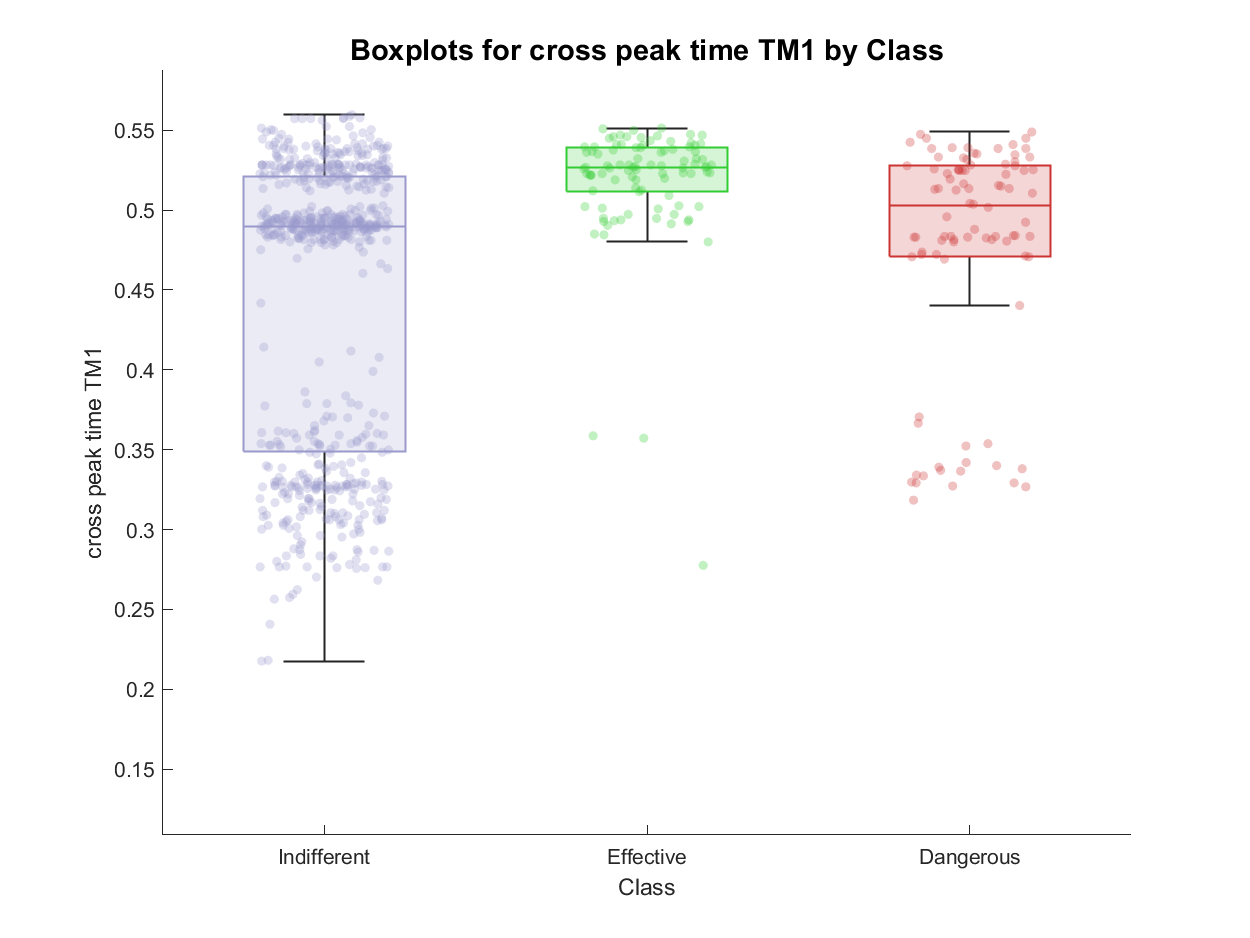 Boxplots for cross peak time TM1 by Class
0.55
0.5
0.45
0.4
0.35
0.3
0.25
0.2
0.15
cross peak time TM1
Indifferent
Effective
Dangerous
Class